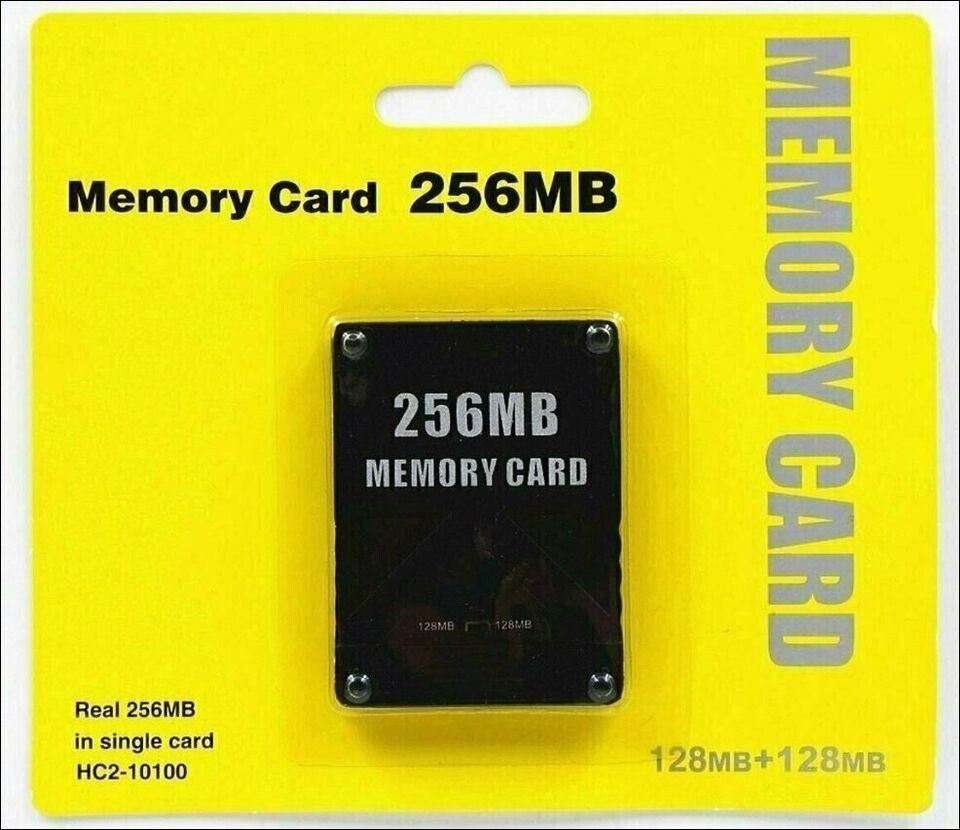 Memory Card 256MB
MEMORY CARD
256MB
MEMORY CARD
128MB 128MB
Real 256MB
in single card
HC2-10100
128MB+128MB